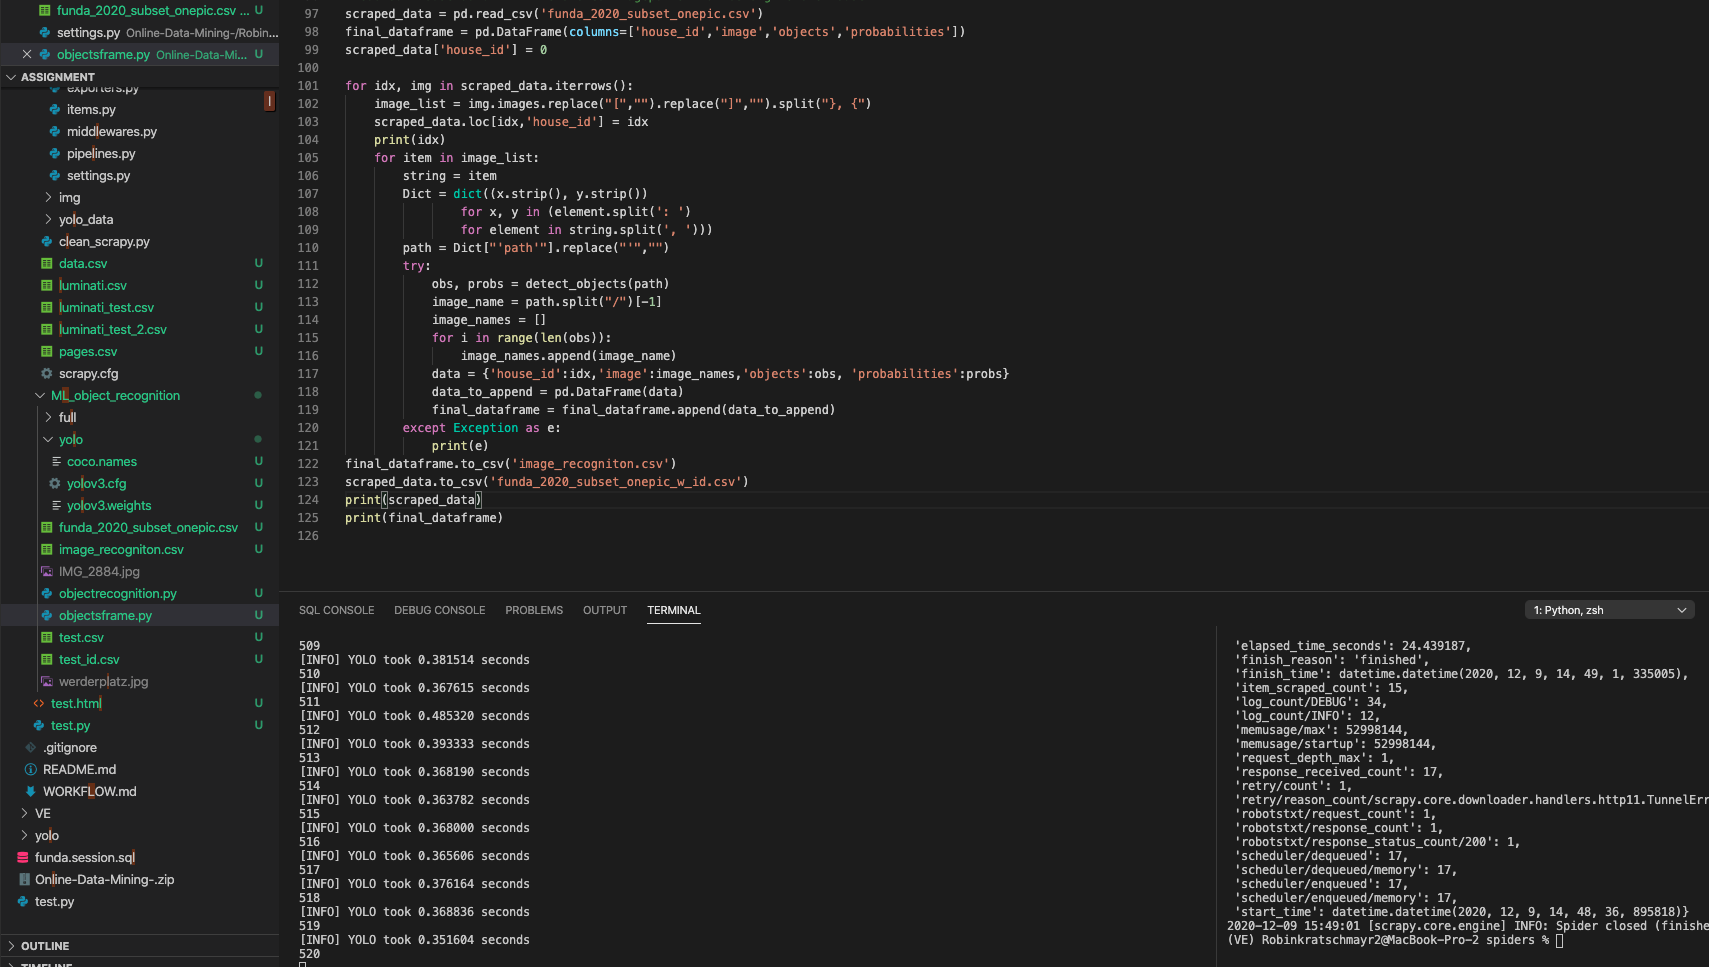 funda_2020_subset_onepic.csv ... U
settings.py Online-Data-Mining-/Robin...
objectsframe.py Online-Data-Mi... U
ASSIGNMENT
exporters.py
items.py
middlewares.py
pipelines.py
settings.py
img
yolo_data
clean_scrapy.py
data.csv U
luminati.csv U
luminati_test.csv U
luminati_test_2.csv U
pages.csv U
scrapy.cfg
ML_object_recognition
full
yolo
coco.names U
yolov3.cfg U
yolov3.weights U
funda_2020_subset_onepic.csv U
image_recogniton.csv U
IMG_2884.jpg
objectrecognition.py U
objectsframe.py U
test.csv U
test_id.csv U
werderplatz.jpg
test.html U
test.py U
.gitignore
README.md
WORKFLOW.md
VE
yolo
funda.session.sql
Online-Data-Mining-.zip
test.py
OUTLINE
TIMELINE
97 scraped_data = pd.read_csv('funda_2020_subset_onepic.csv')
98 final_dataframe = pd.DataFrame(columns=['house_id','image','objects','probabilities'])
99 scraped_data['house_id'] = 0
100
101 for idx, img in scraped_data.iterrows():
102 image_list = img.images.replace("[","").replace("]","").split("}, {")
103 scraped_data.loc[idx,'house_id'] = idx
104 print(idx)
105 for item in image_list:
106 string = item
107 Dict = dict((x.strip(), y.strip())
108 for x, y in (element.split(': ')
109 for element in string.split(', ')))
110 path = Dict["'path'"].replace("'","")
111 try:
112 obs, probs = detect_objects(path)
113 image_name = path.split("/")[-1]
114 image_names = []
115 for i in range(len(obs)):
116 image_names.append(image_name)
117 data = {'house_id':idx,'image':image_names,'objects':obs, 'probabilities':probs}
118 data_to_append = pd.DataFrame(data)
119 final_dataframe = final_dataframe.append(data_to_append)
120 except Exception as e:
121 print(e)
122 final_dataframe.to_csv('image_recogniton.csv')
123 scraped_data.to_csv('funda_2020_subset_onepic_w_id.csv')
124 print(scraped_data)
125 print(final_dataframe)
126
SQL CONSOLE DEBUG CONSOLE PROBLEMS OUTPUT TERMINAL 1: Python, zsh
509
[INFO] YOLO took 0.381514 seconds
510
[INFO] YOLO took 0.367615 seconds
511
[INFO] YOLO took 0.485320 seconds
512
[INFO] YOLO took 0.393333 seconds
513
[INFO] YOLO took 0.368190 seconds
514
[INFO] YOLO took 0.363782 seconds
515
[INFO] YOLO took 0.368000 seconds
516
[INFO] YOLO took 0.365606 seconds
517
[INFO] YOLO took 0.376164 seconds
518
[INFO] YOLO took 0.368836 seconds
519
[INFO] YOLO took 0.351604 seconds
520
'elapsed_time_seconds': 24.439187,
'finish_reason': 'finished',
'finish_time': datetime.datetime(2020, 12, 9, 14, 49, 1, 335005),
'item_scraped_count': 15,
'log_count/DEBUG': 34,
'log_count/INFO': 12,
'memusage/max': 52998144,
'memusage/startup': 52998144,
'request_depth_max': 1,
'response_received_count': 17,
'retry/count': 1,
'retry/reason_count/scrapy.core.downloader.handlers.http11.TunnelErr
'robotstxt/request_count': 1,
'robotstxt/response_count': 1,
'robotstxt/response_status_count/200': 1,
'scheduler/dequeued': 17,
'scheduler/dequeued/memory': 17,
'scheduler/enqueued': 17,
'scheduler/enqueued/memory': 17,
'start_time': datetime.datetime(2020, 12, 9, 14, 48, 36, 895818)}
2020-12-09 15:49:01 [scrapy.core.engine] INFO: Spider closed (finishe
(VE) Robinkratschmayr2@MacBook-Pro-2 spiders %